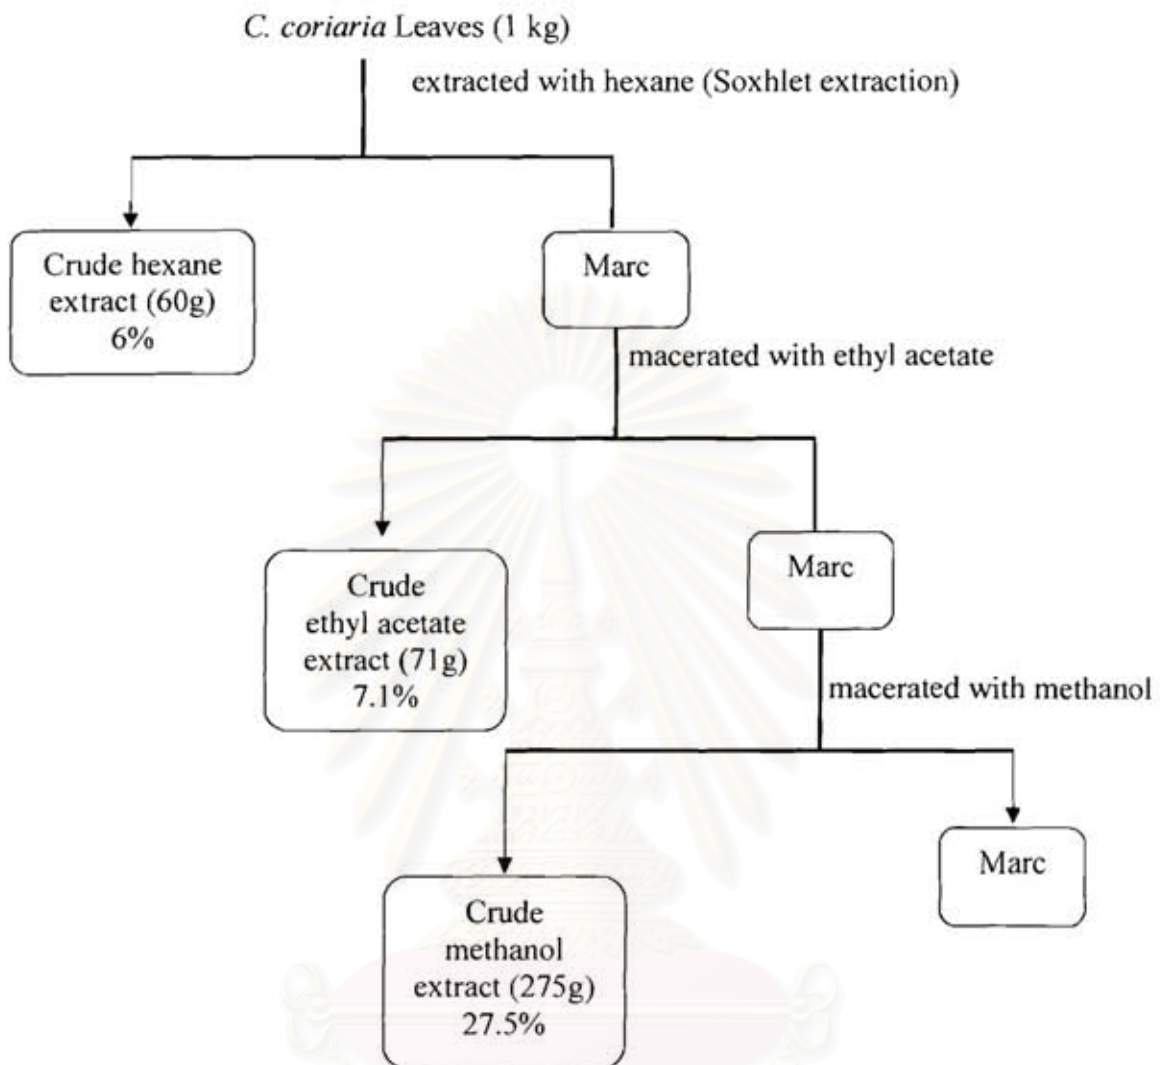 C. coriaria Leaves (1 kg)
extracted with hexane (Soxhlet extraction)
Crude hexane
extract (60g)
6%
Marc
macerated with ethyl acetate
Crude
ethyl acetate
extract (71g)
7.1%
Marc
macerated with methanol
Crude
methanol
extract (275g)
27.5%
Marc